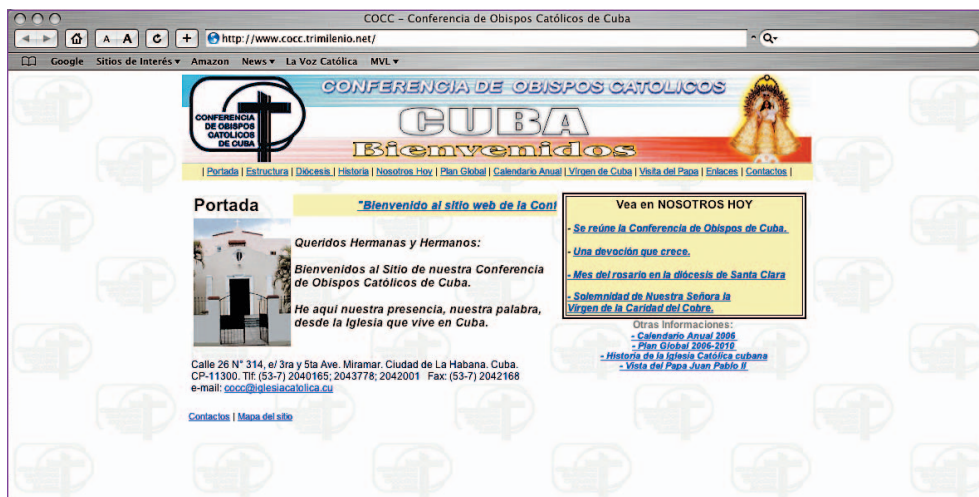 COCC – Conferencia de Obispos Católicos de Cuba
A A C + http://www.cocc.trimilenio.net/ Q
Google Sitios de Interés Amazon News La Voz Católica MVL
CONFERENCIA DE OBISPOS CATOLICOS
CUBA
Bienvenidos
CONFERENCIA
DE OBISPOS
CATOLICOS
DE CUBA
| Portada | Estructura | Diócesis | Historia | Nosotros Hoy | Plan Global | Calendario Anual | Virgen de Cuba | Visita del Papa | Enlaces | Contactos |
Portada
"Bienvenido al sitio web de la Conf
Queridos Hermanas y Hermanos:
Bienvenidos al Sitio de nuestra Conferencia
de Obispos Católicos de Cuba.
He aquí nuestra presencia, nuestra palabra,
desde la Iglesia que vive en Cuba.
Vea en NOSOTROS HOY
- Se reúne la Conferencia de Obispos de Cuba.
- Una devoción que crece.
- Mes del rosario en la diócesis de Santa Clara
- Solemnidad de Nuestra Señora la
Virgen de la Caridad del Cobre.
Otras Informaciones:
- Calendario Anual 2006
- Plan Global 2006-2010
- Historia de la Iglesia Católica cubana
- Vista del Papa Juan Pablo II
Calle 26 N° 314, e/ 3ra y 5ta Ave. Miramar. Ciudad de La Habana. Cuba.
CP-11300. Tlf: (53-7) 2040165; 2043778; 2042001 Fax: (53-7) 2042168
e-mail: cocc@iglesiacatolica.cu
Contactos | Mapa del sitio